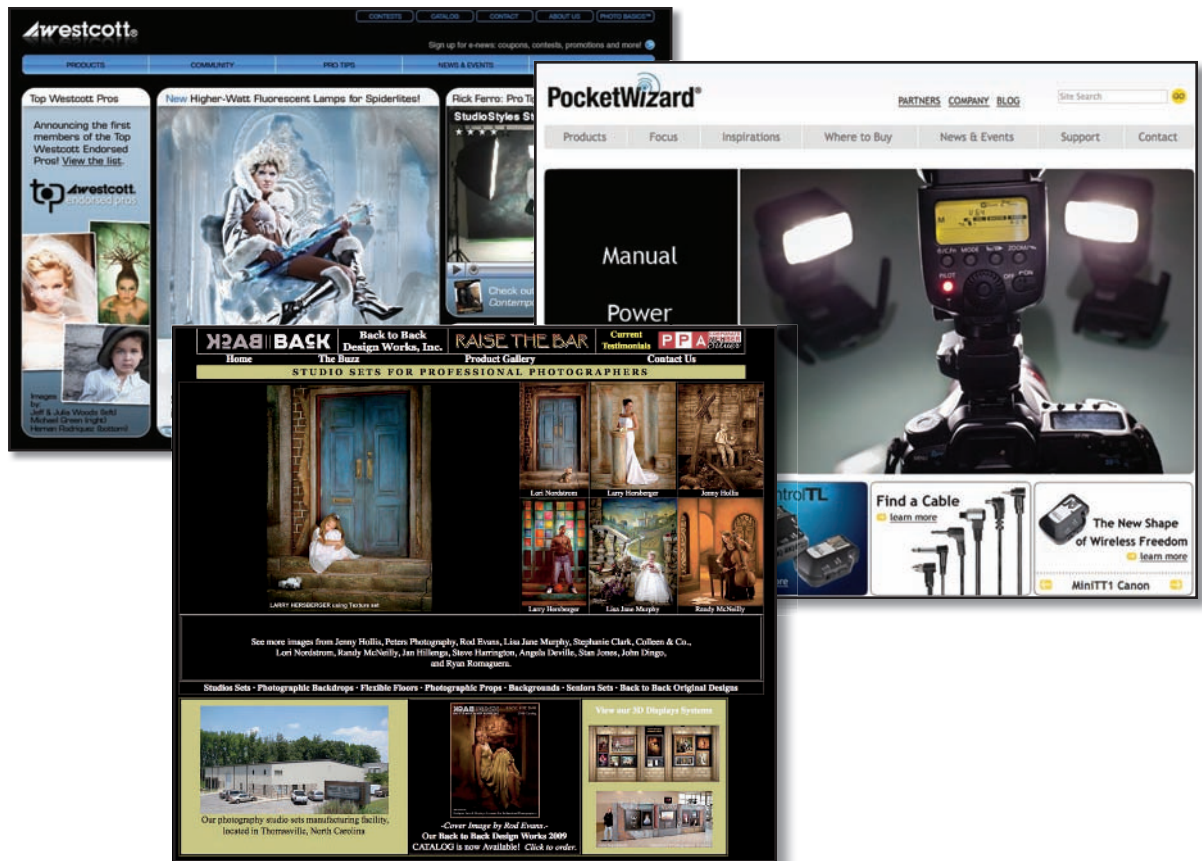 CONTESTS CATALOG CONTACT ABOUT US PHOTO BASICS™
westcott®
Sign up for e-news: coupons, contests, promotions and more!
PRODUCTS COMMUNITY PRO TIPS NEWS & EVENTS
Top Westcott Pros
Announcing the first
members of the Top
Westcott Endorsed
Pros! View the list.
top westcott.
endorsed pros
Images
by:
Jeff & Julia Woods (left)
Michael Green (right)
Hernan Rodriguez (bottom)
New Higher-Watt Fluorescent Lamps for Spiderlites!
Rick Ferro: Pro
StudioStyles
Check out
PocketWizard®
PARTNERS COMPANY BLOG
Site Search GO
Products Focus Inspirations Where to Buy News & Events Support Contact
Manual
Power
M
MODE ZOOM
PILOT OFF ON
ControlTL
Find a Cable
learn more
The New Shape
of Wireless Freedom
learn more
MiniTT1 Canon
BACK BACK
Back to Back
Design Works, Inc.
RAISE THE BAR
Current
Testimonials
PPA
Home The Buzz Product Gallery Contact Us
STUDIO SETS FOR PROFESSIONAL PHOTOGRAPHERS
LARRY HERSBERGER using Texture set
Lori Nordstrom Larry Hersberger Jenny Hollis
Larry Hersberger Lisa Jane Murphy Randy McNeilly
See more images from Jenny Hollis, Peters Photography, Rod Evans, Lisa Jane Murphy, Stephanie Clark, Colleen & Co.,
Lori Nordstrom, Randy McNeilly, Jan Hillenga, Steve Harrington, Angela Deville, Stan Jones, John Dingo,
and Ryan Romaguera.
Studios Sets - Photographic Backdrops - Flexible Floors - Photographic Props - Backgrounds - Seniors Sets - Back to Back Original Designs
Our photography studio sets manufacturing facility,
located in Thomasville, North Carolina
-Cover Image by Rod Evans.-
Our Back to Back Design Works 2009
CATALOG is now Available! Click to order.
View our 3D Displays Systems